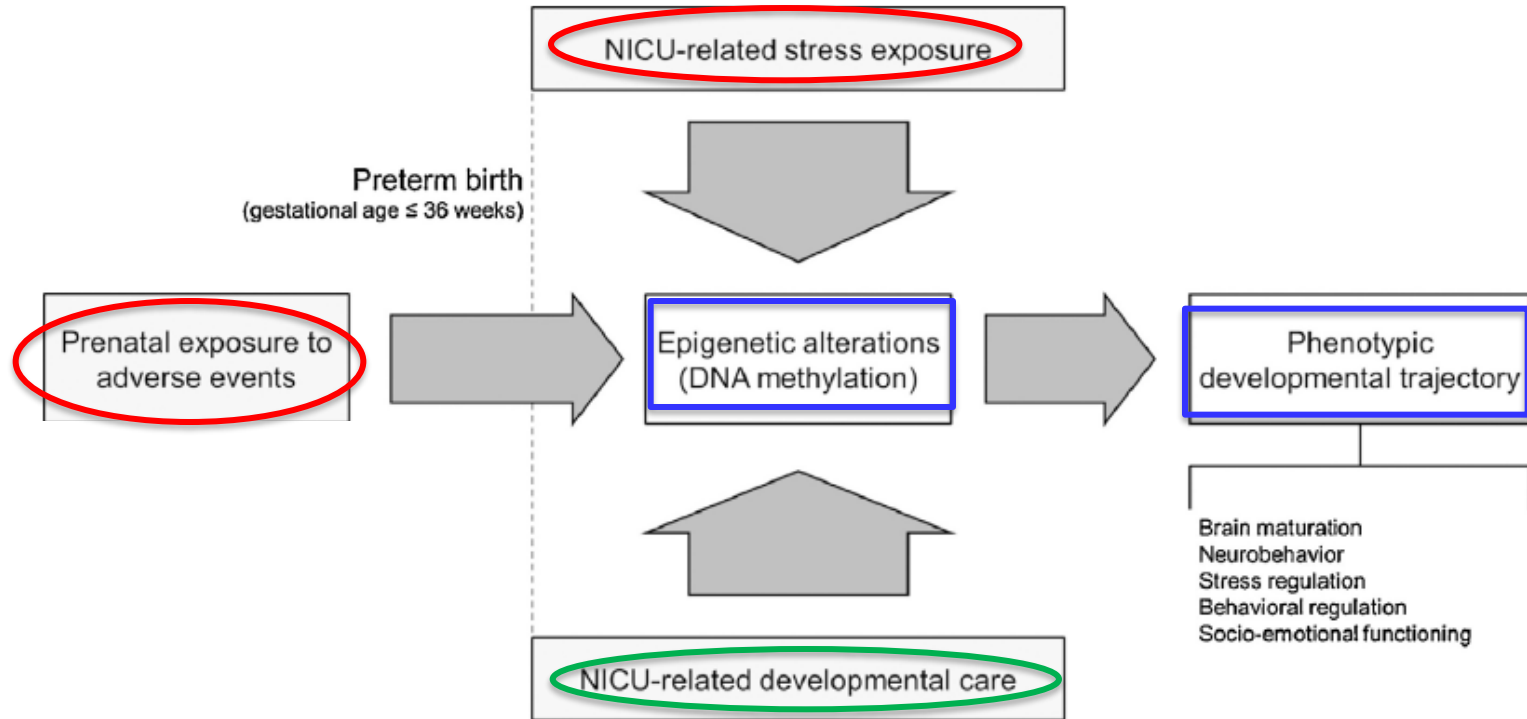 NICU-related stress exposure
Preterm birth
(gestational age ≤ 36 weeks)
Prenatal exposure to
adverse events
Epigenetic alterations
(DNA methylation)
Phenotypic
developmental trajectory
Brain maturation
Neurobehavior
Stress regulation
Behavioral regulation
Socio-emotional functioning
NICU-related developmental care